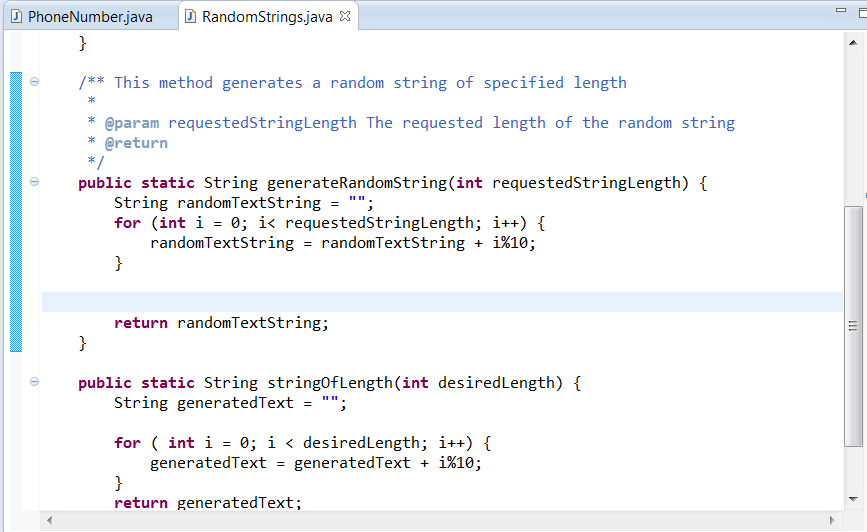 PhoneNumber.java RandomStrings.java
}
/** This method generates a random string of specified length
*
* @param requestedStringLength The requested length of the random string
* @return
*/
public static String generateRandomString(int requestedStringLength) {
String randomTextString = "";
for (int i = 0; i< requestedStringLength; i++) {
randomTextString = randomTextString + i%10;
}
return randomTextString;
}
public static String stringOfLength(int desiredLength) {
String generatedText = "";
for ( int i = 0; i < desiredLength; i++) {
generatedText = generatedText + i%10;
}
return generatedText;